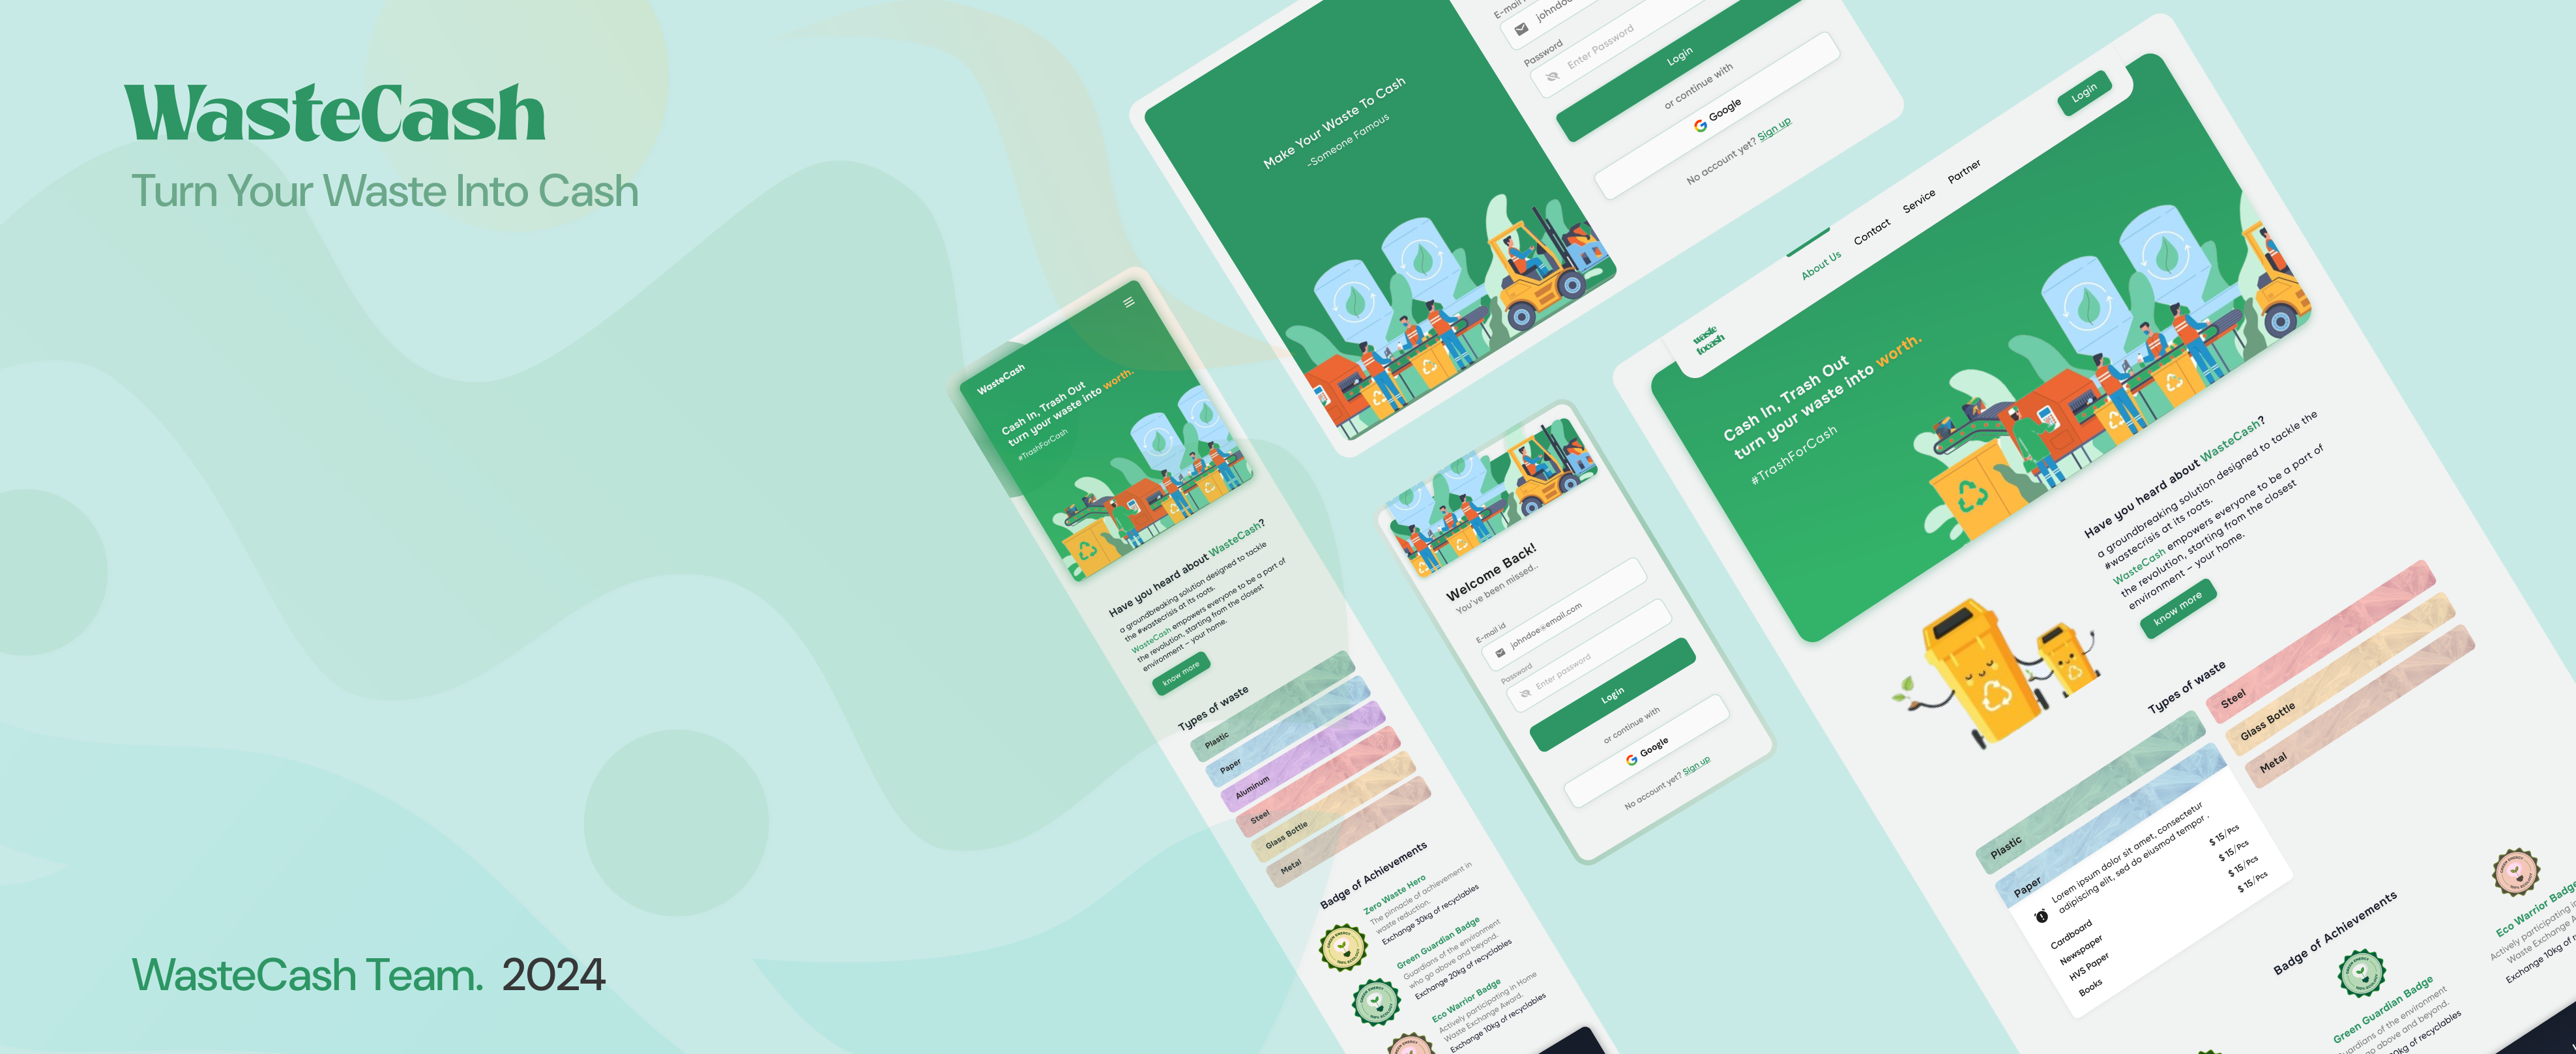 WasteCash
Turn Your Waste Into Cash
WasteCash Team. 2024
Make Your Waste To Cash
-Someone Famous
E-mail
johndoe
Password
Enter Password
Login
or continue with
Google
No account yet? Sign up
WasteCash
Cash In, Trash Out
turn your waste into worth.
#TrashForCash
Have you heard about WasteCash?
a groundbreaking solution designed to tackle
the #wastecrisis at its roots.
WasteCash empowers everyone to be a part of
the revolution, starting from the closest
environment – your home.
know more
Types of waste
Plastic
Paper
Aluminum
Steel
Glass Bottle
Metal
Badge of Achievements
Zero Waste Hero
The pinnacle of achievement in
waste reduction.
Exchange 30kg of recyclables
Green Guardian Badge
Guardians of the environment
who go above and beyond.
Exchange 20kg of recyclables
Eco Warrior Badge
Actively participating in Home
Waste Exchange Award.
Exchange 10kg of recyclables
Welcome Back!
You've been missed..
E-mail id
johndoe@email.com
Password
Enter password
Login
or continue with
Google
No account yet? Sign up
waste
tocash
About Us
Contact
Service
Partner
Login
Cash In, Trash Out
turn your waste into worth.
#TrashForCash
Have you heard about WasteCash?
a groundbreaking solution designed to tackle the
#wastecrisis at its roots.
WasteCash empowers everyone to be a part of
the revolution, starting from the closest
environment – your home.
know more
Types of waste
Plastic
Paper
Lorem ipsum dolor sit amet, consectetur
adipiscing elit, sed do eiusmod tempor .
Cardboard
$ 15/Pcs
Newspaper
$ 15/Pcs
HVS Paper
$ 15/Pcs
Books
$ 15/Pcs
Steel
Glass Bottle
Metal
Badge of Achievements
Green Guardian Badge
Guardians of the environment
go above and beyond.
of recyclables
Eco Warrior Badge
Actively participating in
Waste Exchange A
Exchange 10kg of r